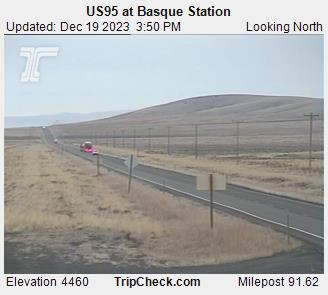 US95 at Basque Station
Updated: Dec 19 2023 3:50 PM Looking North
Elevation 4460 TripCheck.com Milepost 91.62